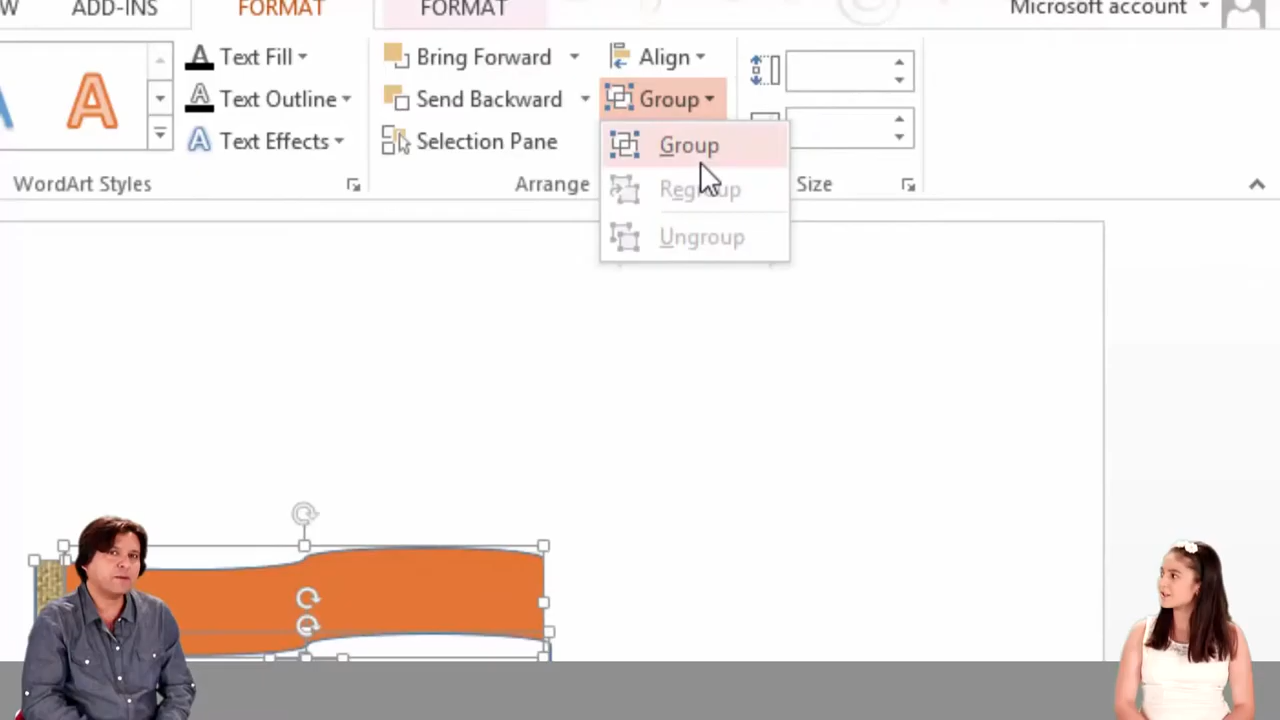 W ADD-INS FORMAT FORMAT Microsoft account
Text Fill Bring Forward Align
Text Outline Send Backward Group
Text Effects Selection Pane Group
WordArt Styles Arrange Regroup Size
Ungroup